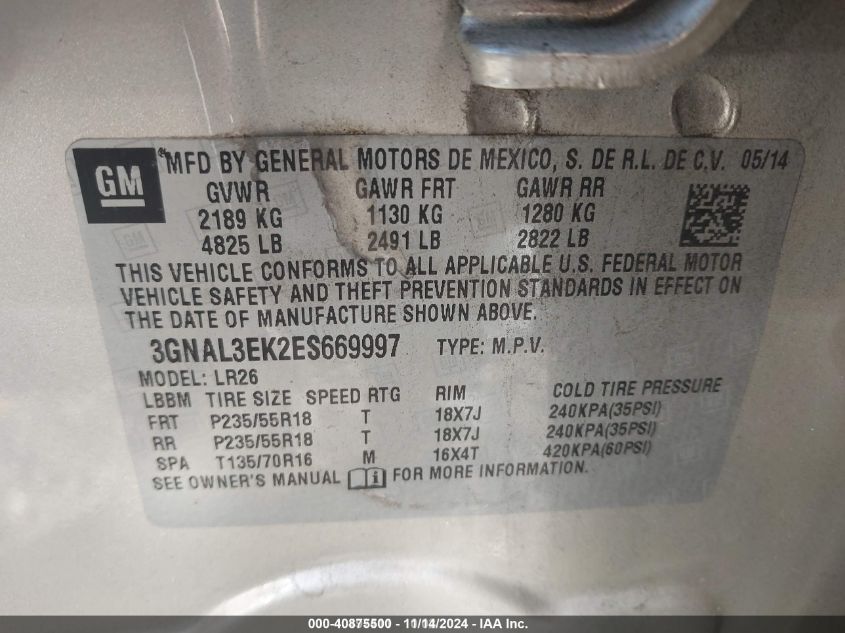 GM
MFD BY GENERAL MOTORS DE MEXICO, S. DE R.L. DE C.V. 05/14
GVWR GAWR FRT GAWR RR
2189 KG 1130 KG 1280 KG
4825 LB 2491 LB 2822 LB
THIS VEHICLE CONFORMS TO ALL APPLICABLE U.S. FEDERAL MOTOR
VEHICLE SAFETY AND THEFT PREVENTION STANDARDS IN EFFECT ON
THE DATE OF MANUFACTURE SHOWN ABOVE.
3GNAL3EK2ES669997 TYPE: M.P.V.
MODEL: LR26
LBBM TIRE SIZE SPEED RTG RIM COLD TIRE PRESSURE
FRT P235/55R18 T 18X7J 240KPA(35PSI)
RR P235/55R18 T 18X7J 240KPA(35PSI)
SPA T135/70R16 M 16X4T 420KPA(60PSI)
SEE OWNER'S MANUAL i FOR MORE INFORMATION.
000-40875500 - 11/14/2024 - IAA Inc.